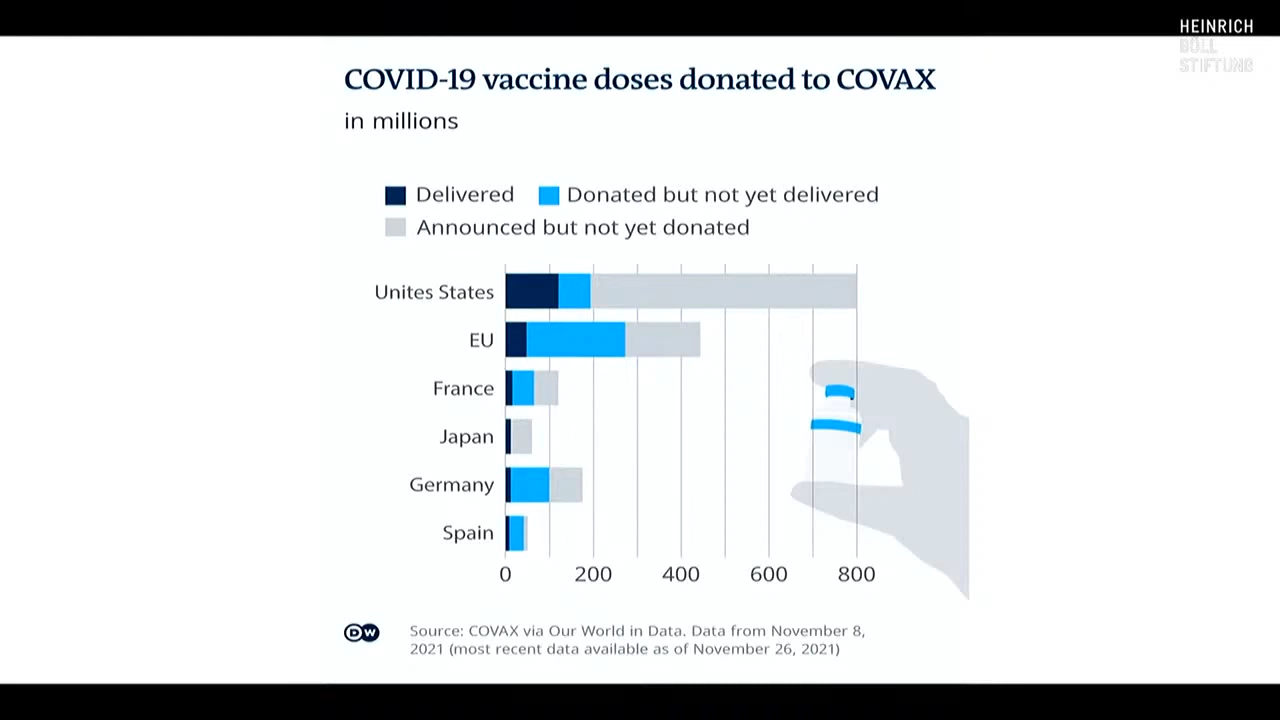 HEINRICH
BÖLL
STIFTUNG
COVID-19 vaccine doses donated to COVAX
in millions
Delivered Donated but not yet delivered
Announced but not yet donated
Unites States
EU
France
Japan
Germany
Spain
0 200 400 600 800
DW Source: COVAX via Our World in Data. Data from November 8,
2021 (most recent data available as of November 26, 2021)